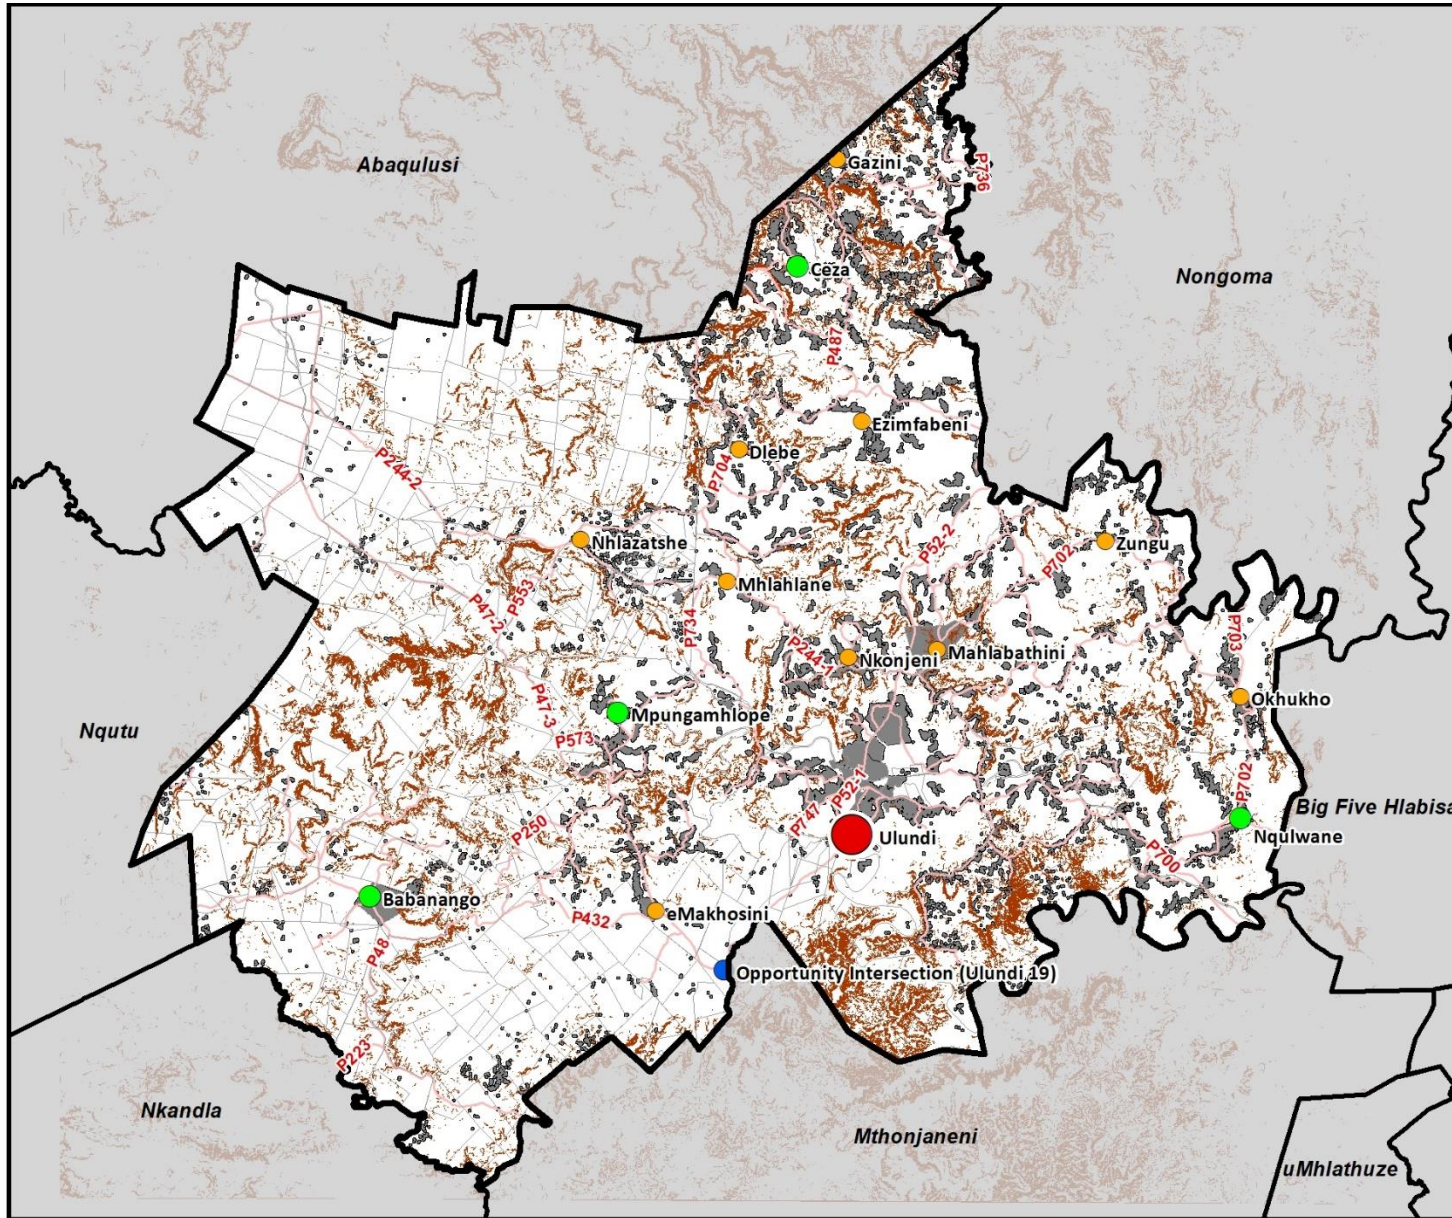 Gazini
P736
Abaqulusi
Ceza
Nongoma
P487
Ezimfabeni
Dlebe
P704
P244-2
Nhlazatshe
P52-2
Zungu
P702
Mhlahlane
P553
P47-2
P734
P703
P244-1
Nkonjeni
Mahlabathini
Okhukho
P47-3
Mpungamhlope
Nqutu
P573
P52-1
P702
P747
Big Five Hlabisa
P250
Ulundi
Nqulwane
P700
Babanango
P432
eMakhosini
P48
Opportunity Intersection (Ulundi 19)
P223
Nkandla
Mthonjaneni
uMhlathuze